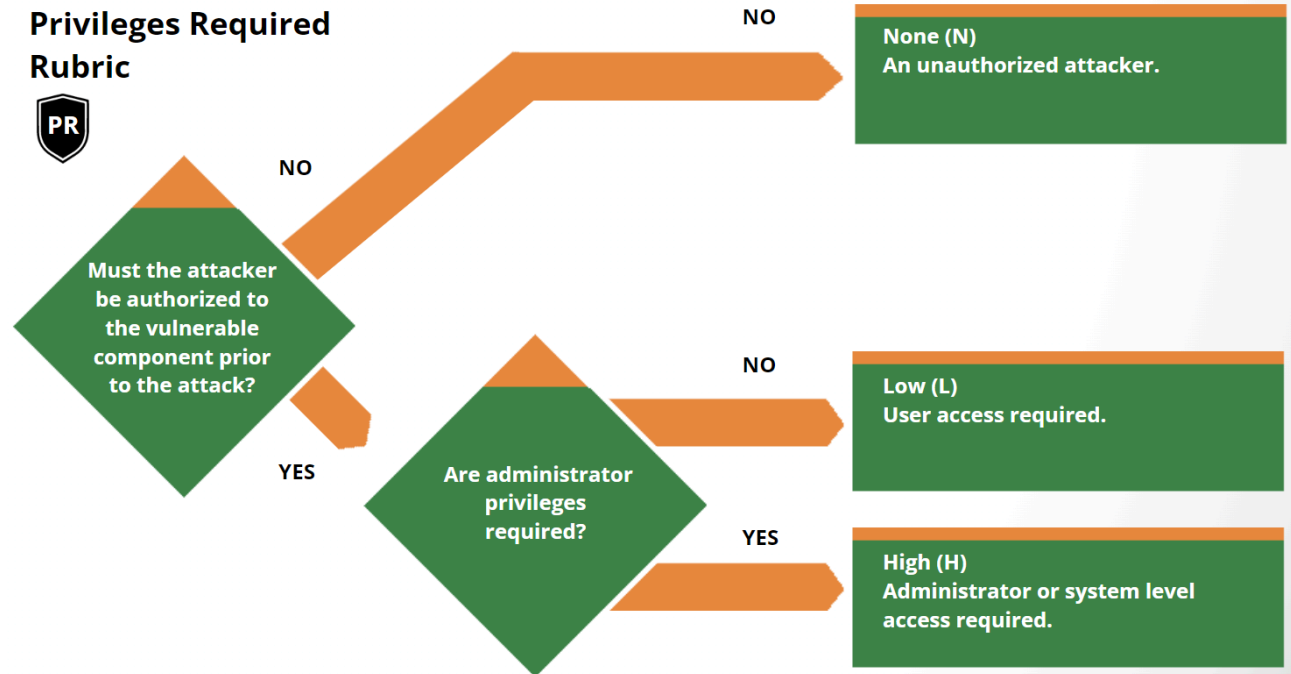 Privileges Required
Rubric
PR
NO
None (N)
An unauthorized attacker.
NO
Must the attacker
be authorized to
the vulnerable
component prior
to the attack?
YES
Are administrator
privileges
required?
NO
Low (L)
User access required.
YES
High (H)
Administrator or system level
access required.